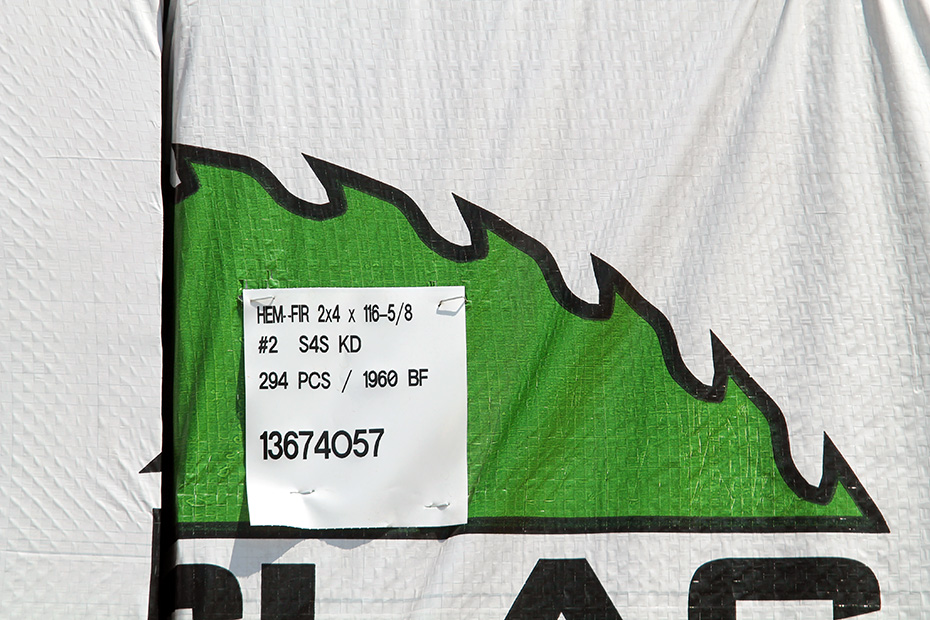 HEM-FIR 2x4 x 116-5/8
#2 S4S KD
294 PCS / 1960 BF
13674057